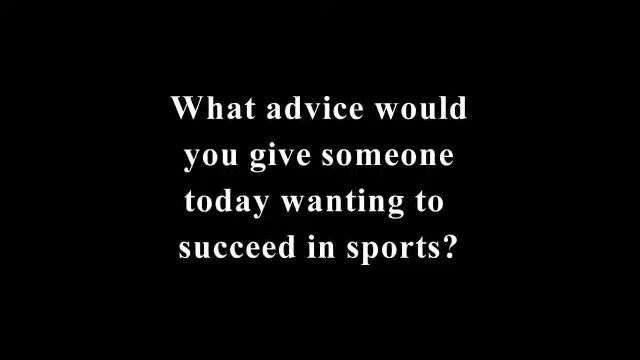 What advice would
you give someone
today wanting to
succeed in sports?